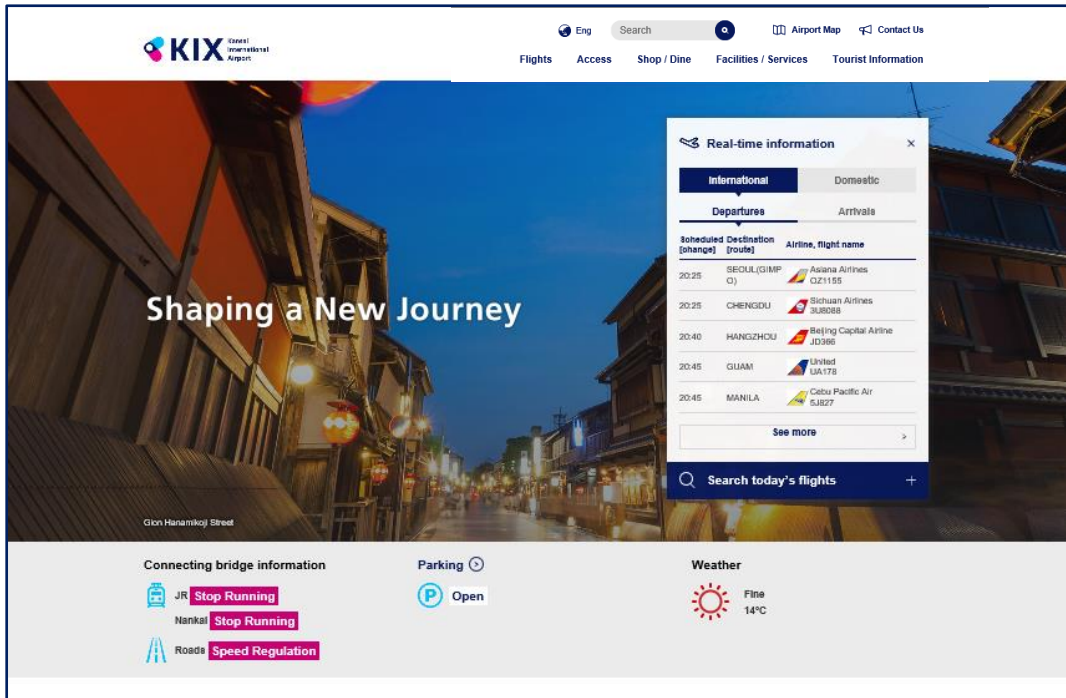 KIX Kansai
International
Airport
Eng Search Airport Map Contact Us
Flights Access Shop / Dine Facilities / Services Tourist Information
Real-time information ×
International Domestic
Departures Arrivals
Scheduled Destination Airline, flight name
[change] [route]
20:25 SEOUL(GIMP Asiana Airlines
O) OZ1155
20:25 CHENGDU Sichuan Airlines
3U8088
20:40 HANGZHOU Beijing Capital Airline
JD366
20:45 GUAM United
UA178
20:45 MANILA Cebu Pacific Air
5J827
See more >
Search today's flights +
Shaping a New Journey
Gion Hanamikoji Street
Connecting bridge information
JR Stop Running
Nankai Stop Running
Roads Speed Regulation
Parking
P Open
Weather
Fine
14°C